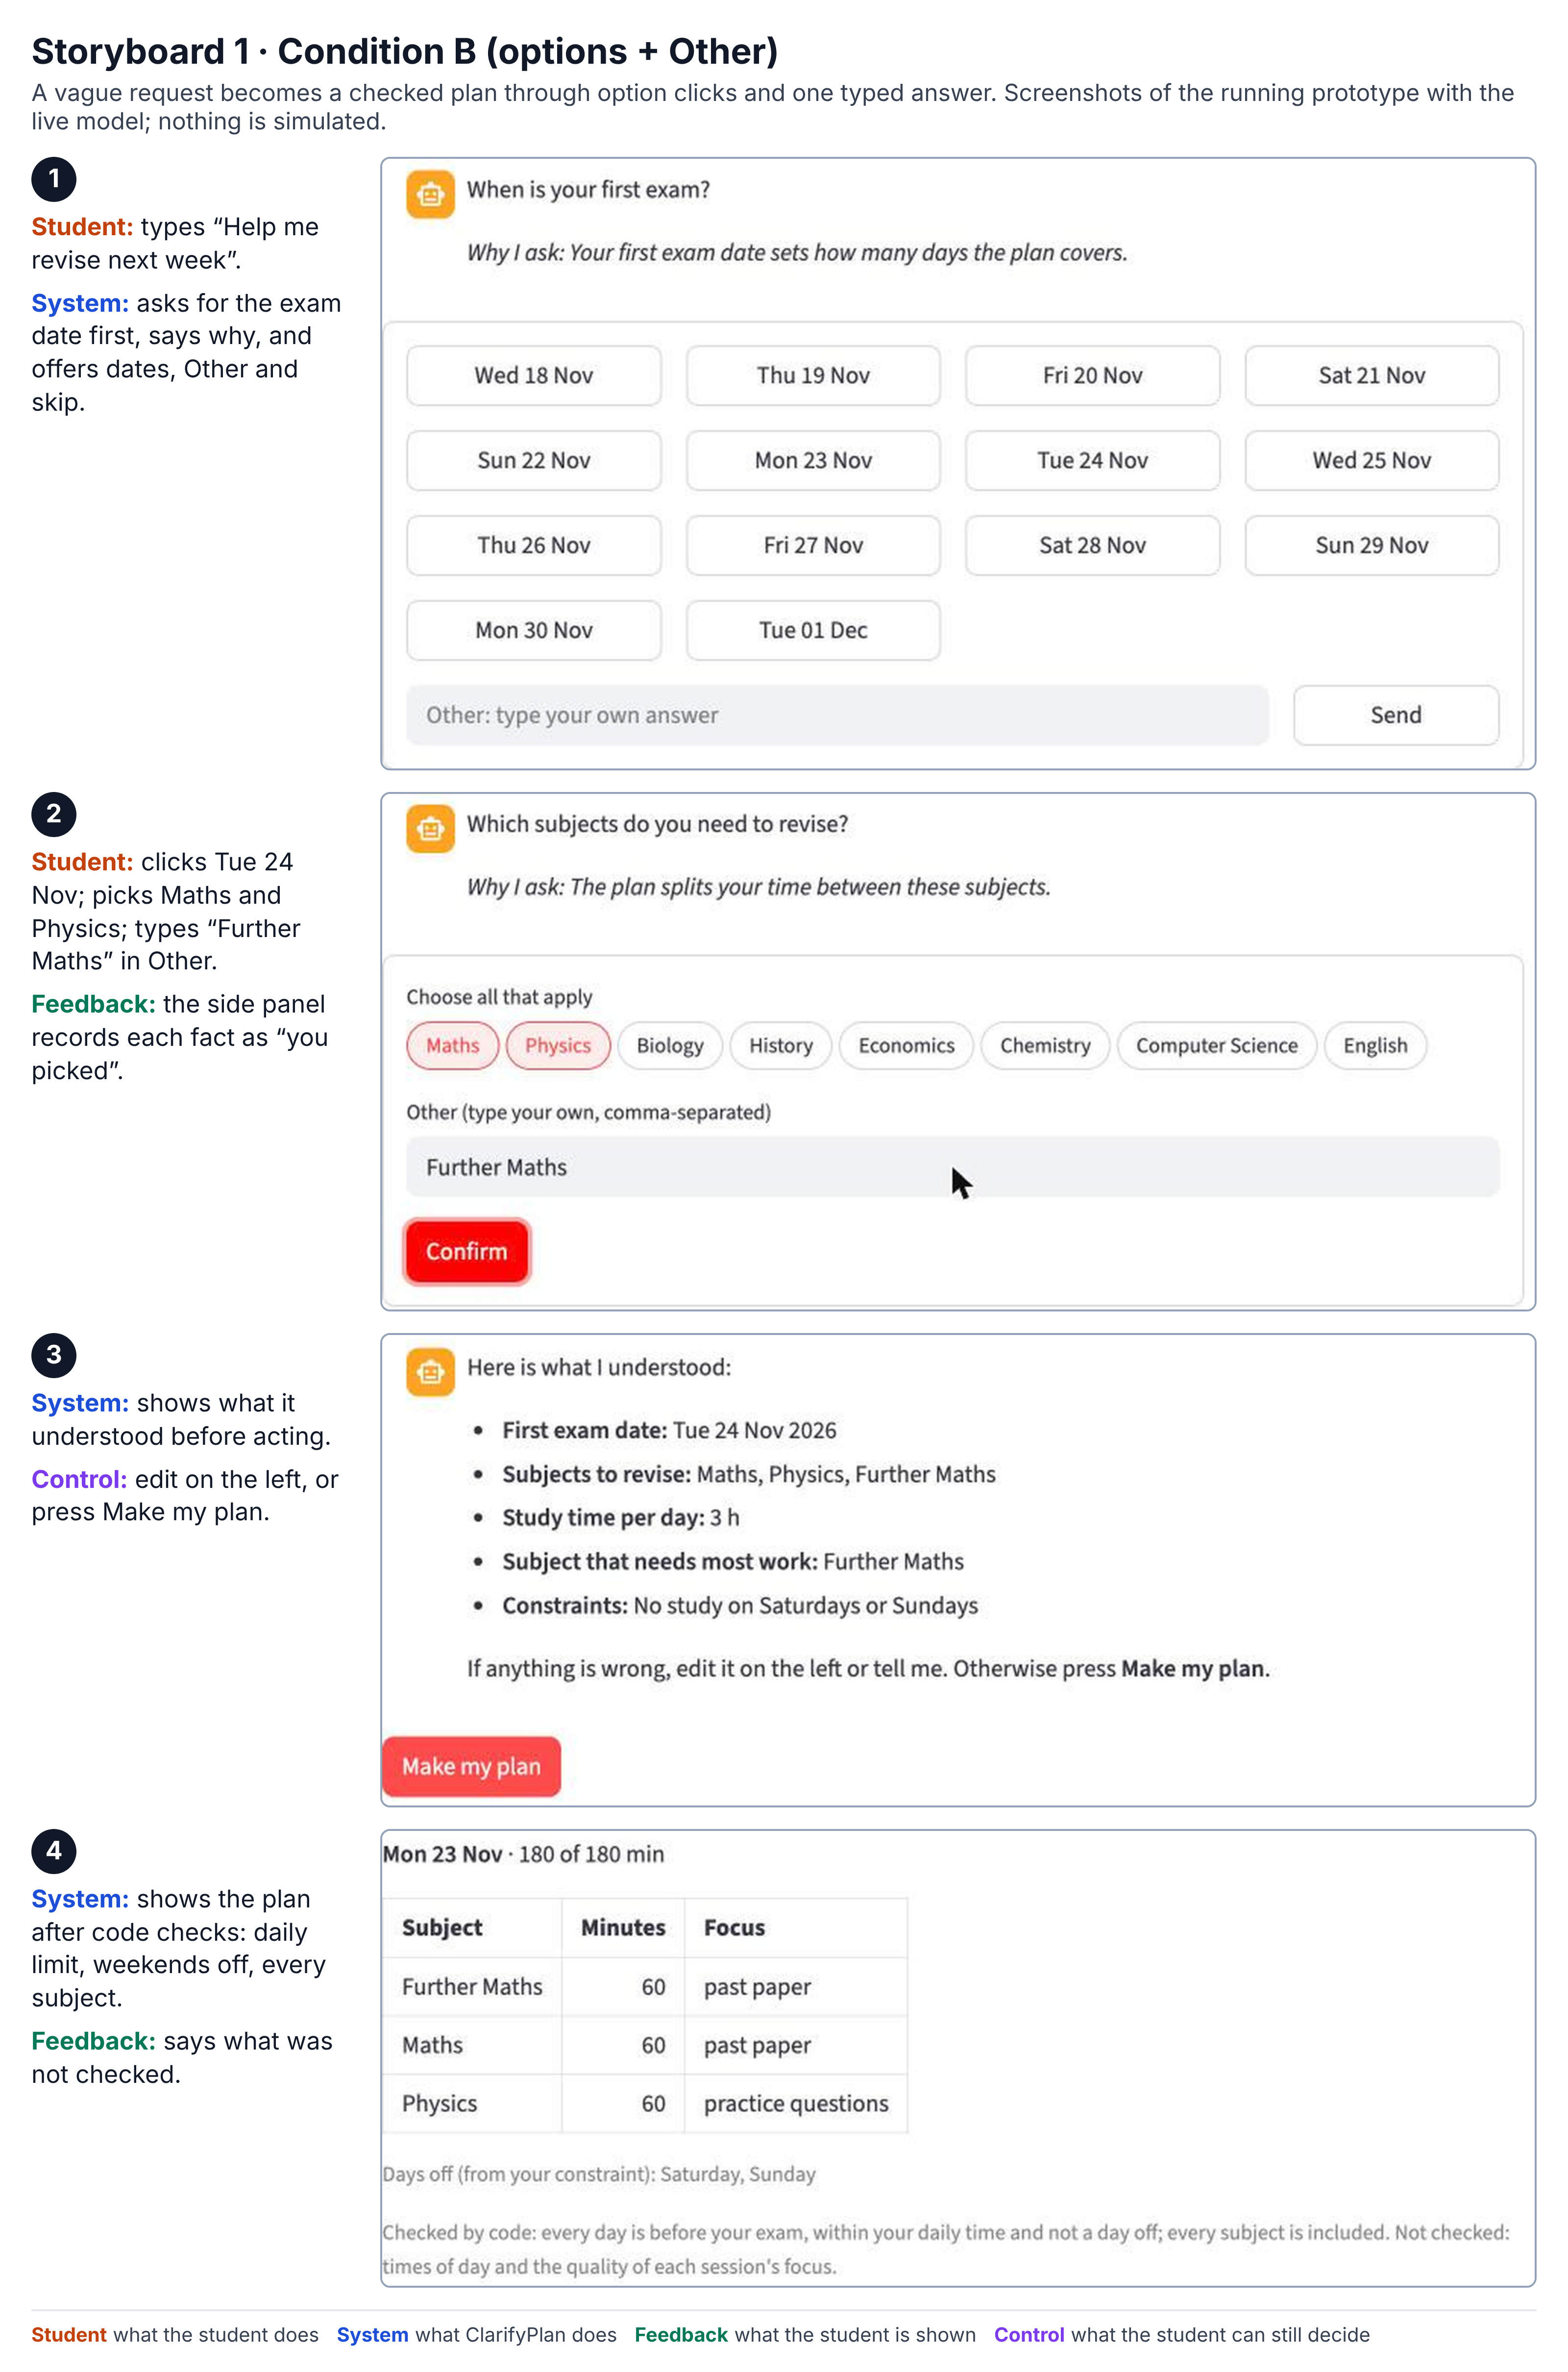 Storyboard 1 · Condition B (options + Other)
A vague request becomes a checked plan through option clicks and one typed answer. Screenshots of the running prototype with the
live model; nothing is simulated.
1
Student: types “Help me
revise next week”.
System: asks for the exam
date first, says why, and
offers dates, Other and
skip.
When is your first exam?
Why I ask: Your first exam date sets how many days the plan covers.
Wed 18 Nov
Thu 19 Nov
Fri 20 Nov
Sat 21 Nov
Sun 22 Nov
Mon 23 Nov
Tue 24 Nov
Wed 25 Nov
Thu 26 Nov
Fri 27 Nov
Sat 28 Nov
Sun 29 Nov
Mon 30 Nov
Tue 01 Dec
Other: type your own answer
Send
2
Student: clicks Tue 24
Nov; picks Maths and
Physics; types “Further
Maths” in Other.
Feedback: the side panel
records each fact as “you
picked”.
Which subjects do you need to revise?
Why I ask: The plan splits your time between these subjects.
Choose all that apply
Maths
Physics
Biology
History
Economics
Chemistry
Computer Science
English
Other (type your own, comma-separated)
Further Maths
Confirm
3
System: shows what it
understood before acting.
Control: edit on the left, or
press Make my plan.
Here is what I understood:
• First exam date: Tue 24 Nov 2026
• Subjects to revise: Maths, Physics, Further Maths
• Study time per day: 3 h
• Subject that needs most work: Further Maths
• Constraints: No study on Saturdays or Sundays
If anything is wrong, edit it on the left or tell me. Otherwise press Make my plan.
Make my plan
4
System: shows the plan
after code checks: daily
limit, weekends off, every
subject.
Feedback: says what was
not checked.
Mon 23 Nov · 180 of 180 min
Subject Minutes Focus
Further Maths 60 past paper
Maths 60 past paper
Physics 60 practice questions
Days off (from your constraint): Saturday, Sunday
Checked by code: every day is before your exam, within your daily time and not a day off; every subject is included. Not checked:
times of day and the quality of each session's focus.
Student what the student does System what ClarifyPlan does Feedback what the student is shown Control what the student can still decide